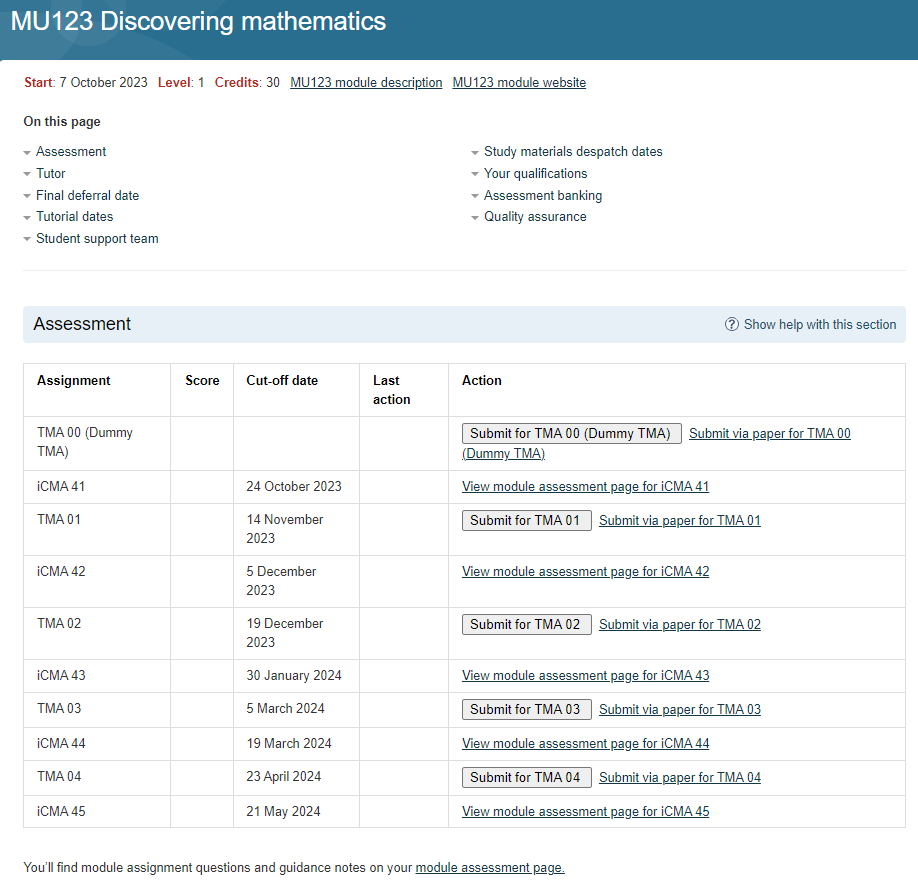 MU123 Discovering mathematics
Start: 7 October 2023 Level: 1 Credits: 30 MU123 module description MU123 module website
On this page
Assessment
Tutor
Final deferral date
Tutorial dates
Student support team
Study materials despatch dates
Your qualifications
Assessment banking
Quality assurance
Assessment
? Show help with this section
Assignment Score Cut-off date Last
action Action
TMA 00 (Dummy
TMA) Submit for TMA 00 (Dummy TMA) Submit via paper for TMA 00
(Dummy TMA)
iCMA 41 24 October 2023 View module assessment page for iCMA 41
TMA 01 14 November
2023 Submit for TMA 01 Submit via paper for TMA 01
iCMA 42 5 December
2023 View module assessment page for iCMA 42
TMA 02 19 December
2023 Submit for TMA 02 Submit via paper for TMA 02
iCMA 43 30 January 2024 View module assessment page for iCMA 43
TMA 03 5 March 2024 Submit for TMA 03 Submit via paper for TMA 03
iCMA 44 19 March 2024 View module assessment page for iCMA 44
TMA 04 23 April 2024 Submit for TMA 04 Submit via paper for TMA 04
iCMA 45 21 May 2024 View module assessment page for iCMA 45
You'll find module assignment questions and guidance notes on your module assessment page.